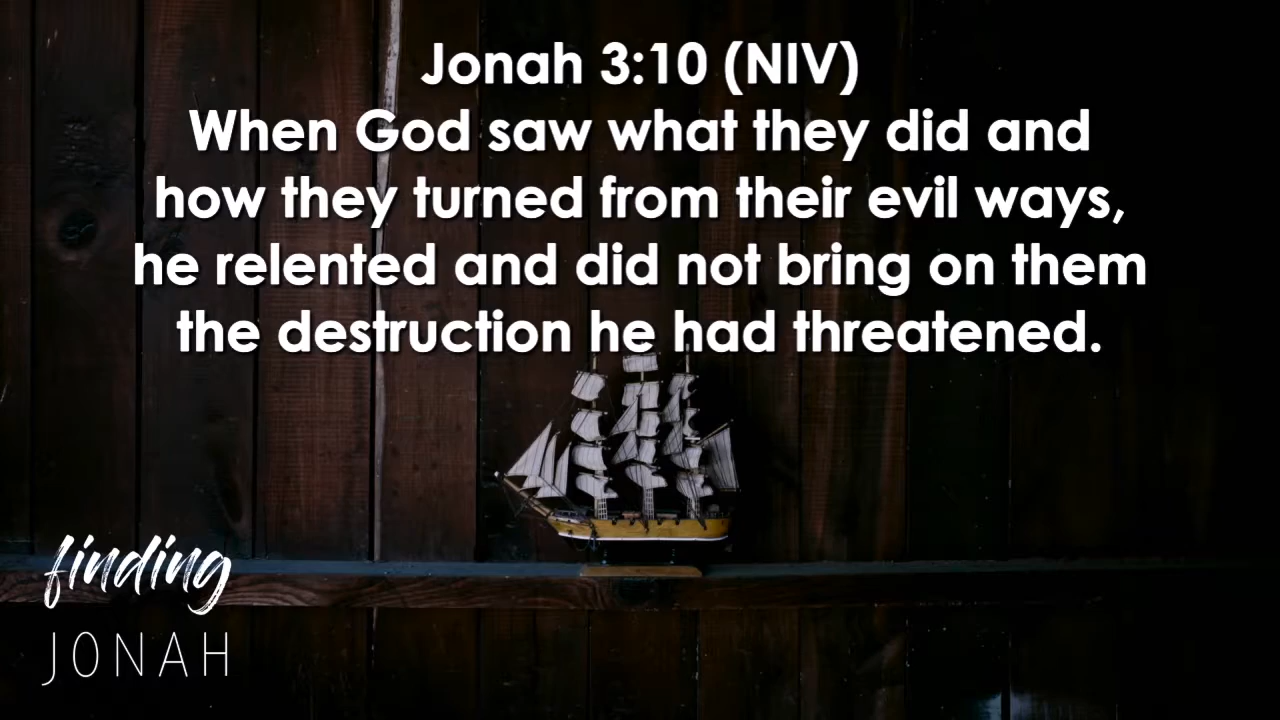 Jonah 3:10 (NIV)
When God saw what they did and
how they turned from their evil ways,
he relented and did not bring on them
the destruction he had threatened.
finding
JONAH